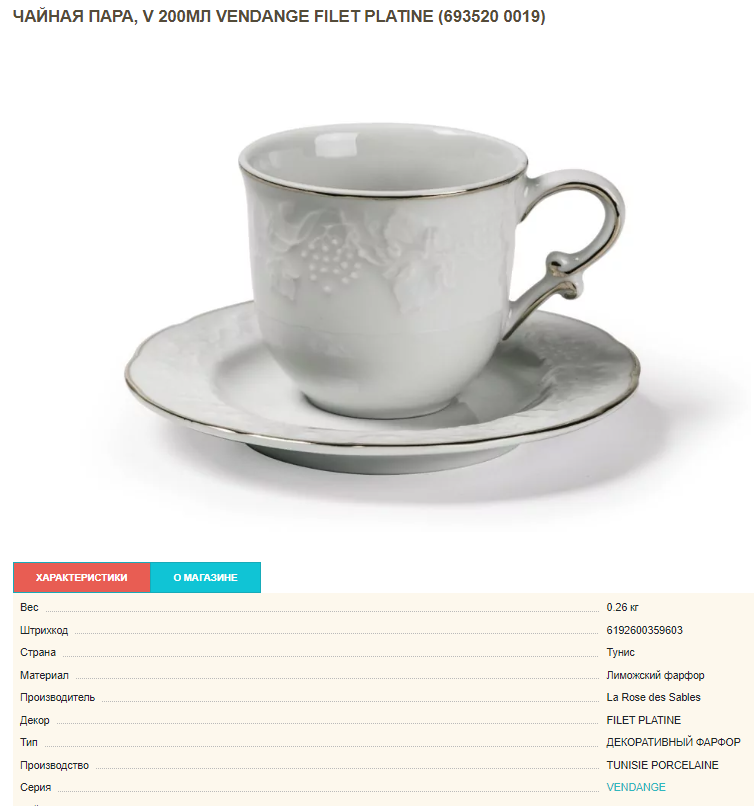 ЧАЙНАЯ ПАРА, V 200МЛ VENDANGE FILET PLATINE (693520 0019)
ХАРАКТЕРИСТИКИ О МАГАЗИНЕ
Вес 0.26 кг
Штрихкод 6192600359603
Страна Тунис
Материал Лиможский фарфор
Производитель La Rose des Sables
Декор FILET PLATINE
Тип ДЕКОРАТИВНЫЙ ФАРФОР
Производство TUNISIE PORCELAINE
Серия VENDANGE